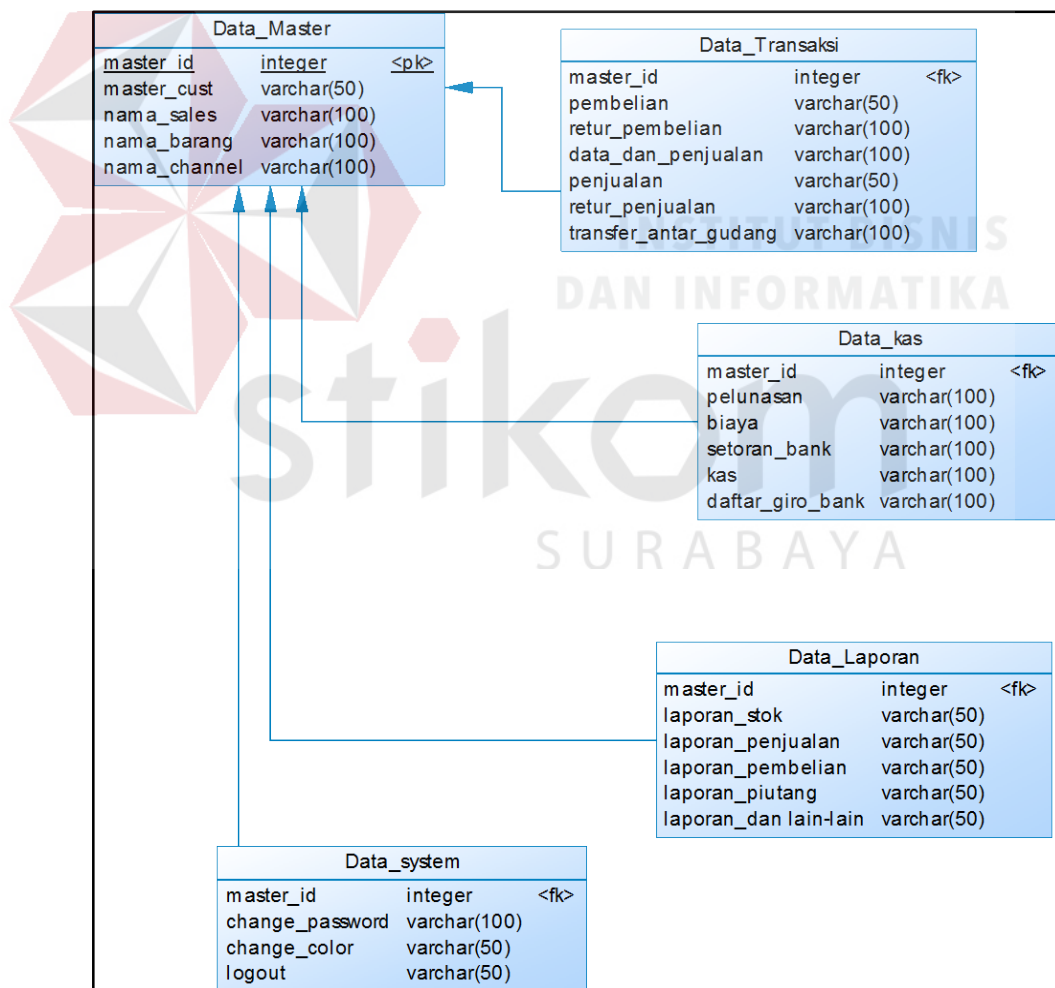 Data_Master
master_id integer <pk>
master_cust varchar(50)
nama_sales varchar(100)
nama_barang varchar(100)
nama_channel varchar(100)
Data_Transaksi
master_id integer <fk>
pembelian varchar(50)
retur_pembelian varchar(100)
data_dan_penjualan varchar(100)
penjualan varchar(50)
retur_penjualan varchar(100)
transfer_antar_gudang varchar(100)
INSTITUT BISNIS
DAN INFORMATIKA
stikom
SURABAYA
Data_kas
master_id integer <fk>
pelunasan varchar(100)
biaya varchar(100)
setoran_bank varchar(100)
kas varchar(100)
daftar_giro_bank varchar(100)
Data_Laporan
master_id integer <fk>
laporan_stok varchar(50)
laporan_penjualan varchar(50)
laporan_pembelian varchar(50)
laporan_piutang varchar(50)
laporan_dan lain-lain varchar(50)
Data_system
master_id integer <fk>
change_password varchar(100)
change_color varchar(50)
logout varchar(50)